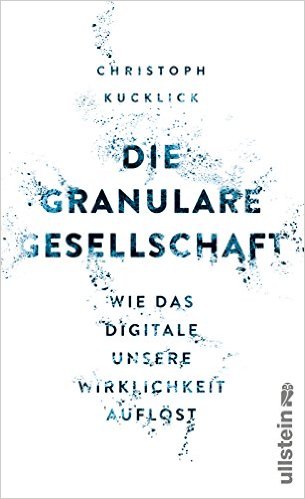 CHRISTOPH
KUCKLICK
DIE
GRANULARE
GESELLSCHAFT
WIE DAS
DIGITALE
UNSERE
WIRKLICHKEIT
AUFLÖST
ullstein